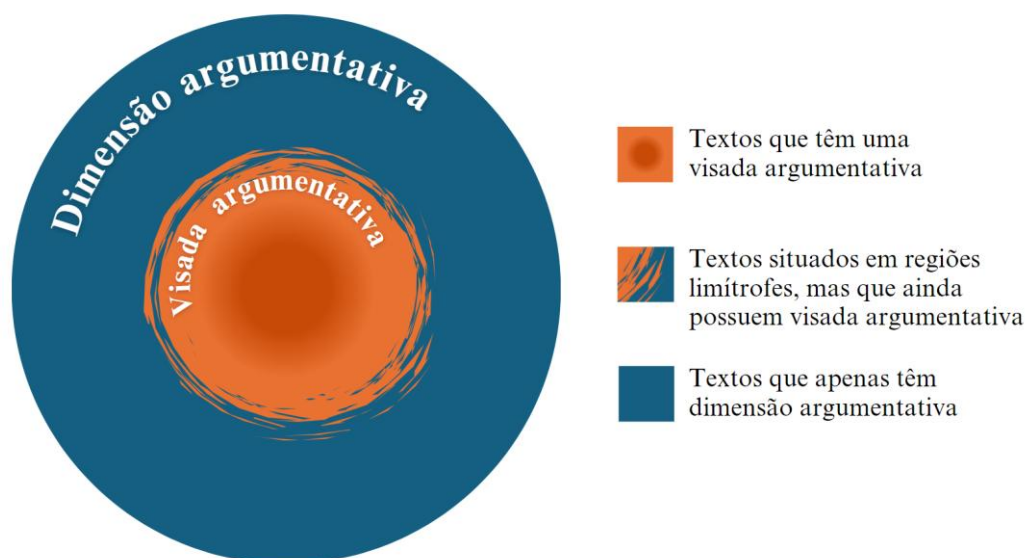 Dimensão argumentativa
Visada argumentativa
Textos que têm uma
visada argumentativa
Textos situados em regiões
limítrofes, mas que ainda
possuem visada argumentativa
Textos que apenas têm
dimensão argumentativa